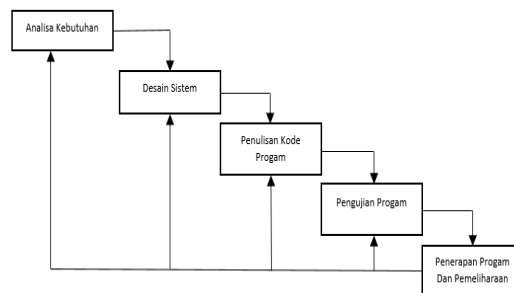 Analisa Kebutuhan
Desain Sistem
Penulisan Kode
Progam
Pengujian Progam
Penerapan Progam
Dan Pemeliharaan